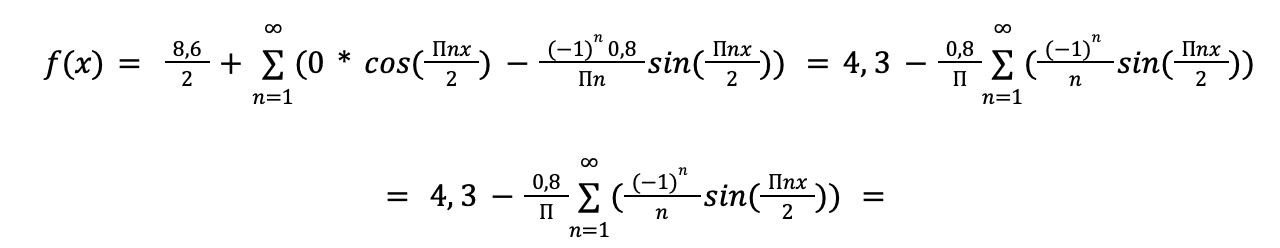 f(x) = 8,6/2 + ∞∑n=1 (0 * cos(Πnx/2) − (−1)^n 0,8/Πn sin(Πnx/2)) = 4,3 − 0,8/Π ∞∑n=1 ((−1)^n/n sin(Πnx/2))
= 4,3 − 0,8/Π ∞∑n=1 ((−1)^n/n sin(Πnx/2)) =